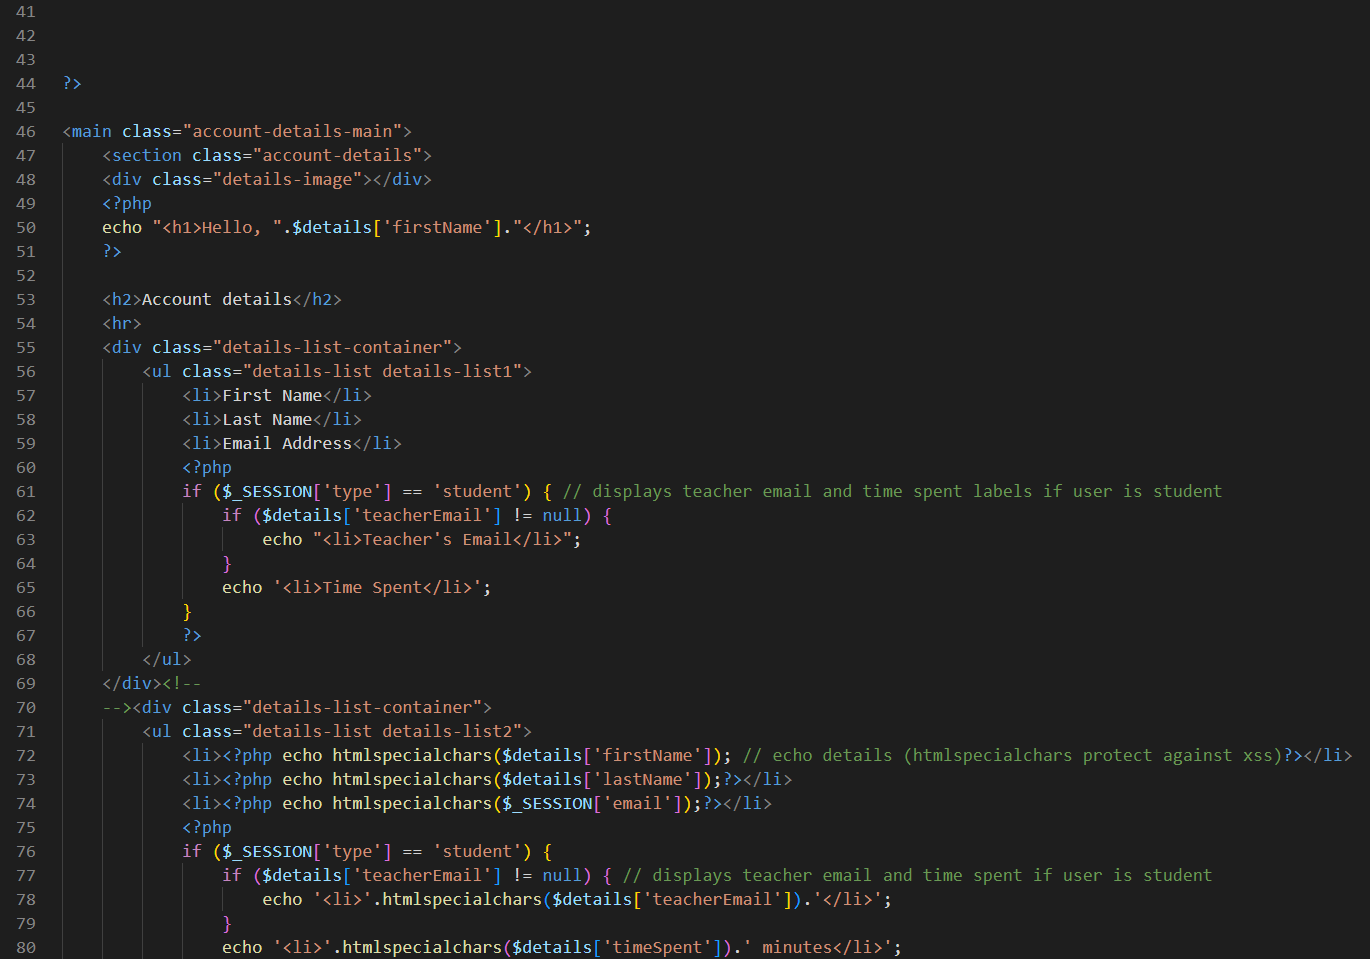 41
42
43
44 ?>
45
46 <main class="account-details-main">
47     <section class="account-details">
48     <div class="details-image"></div>
49     <?php
50     echo "<h1>Hello, ".$details['firstName']."</h1>";
51     ?>
52
53     <h2>Account details</h2>
54     <hr>
55     <div class="details-list-container">
56         <ul class="details-list details-list1">
57             <li>First Name</li>
58             <li>Last Name</li>
59             <li>Email Address</li>
60             <?php
61             if ($_SESSION['type'] == 'student') { // displays teacher email and time spent labels if user is student
62                 if ($details['teacherEmail'] != null) {
63                     echo "<li>Teacher's Email</li>";
64                 }
65                 echo '<li>Time Spent</li>';
66             }
67             ?>
68         </ul>
69     </div><!--
70     --><div class="details-list-container">
71         <ul class="details-list details-list2">
72             <li><?php echo htmlspecialchars($details['firstName']); // echo details (htmlspecialchars protect against xss)?></li>
73             <li><?php echo htmlspecialchars($details['lastName']);?></li>
74             <li><?php echo htmlspecialchars($_SESSION['email']);?></li>
75             <?php
76             if ($_SESSION['type'] == 'student') {
77                 if ($details['teacherEmail'] != null) { // displays teacher email and time spent if user is student
78                     echo '<li>'.htmlspecialchars($details['teacherEmail']).'</li>';
79                 }
80                 echo '<li>'.htmlspecialchars($details['timeSpent']).' minutes</li>';